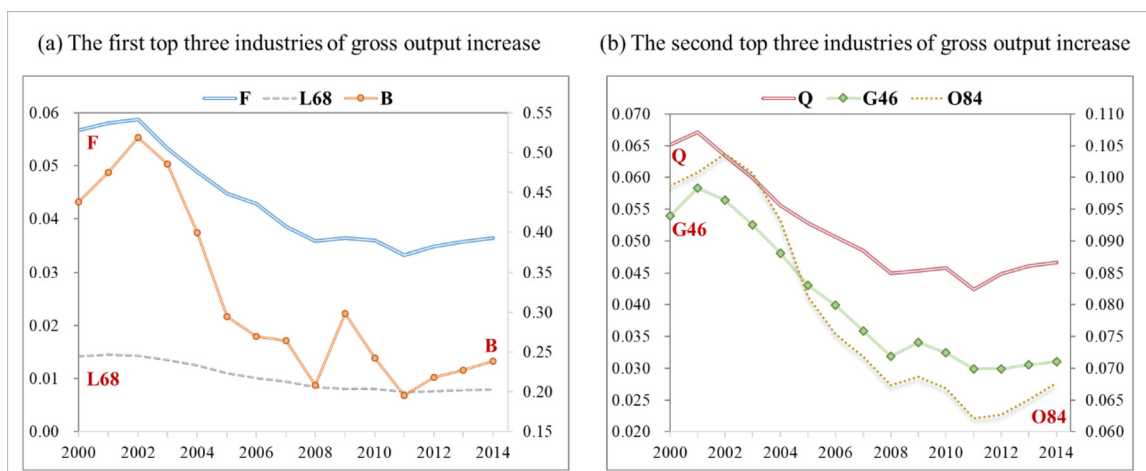 (a) The first top three industries of gross output increase
F L68 B
0.06 0.55
0.50
0.05
0.45
0.04
0.40
0.03 0.35
0.30
0.02
0.25
0.01
0.20
0.00 0.15
F
B
L68
2000 2002 2004 2006 2008 2010 2012 2014
(b) The second top three industries of gross output increase
Q G46 O84
0.070 0.110
0.065 0.105
0.060 0.100
0.055 0.095
0.050 0.090
0.045 0.085
0.040 0.080
0.035 0.075
0.030 0.070
0.025 0.065
0.020 0.060
Q
G46
O84
2000 2002 2004 2006 2008 2010 2012 2014